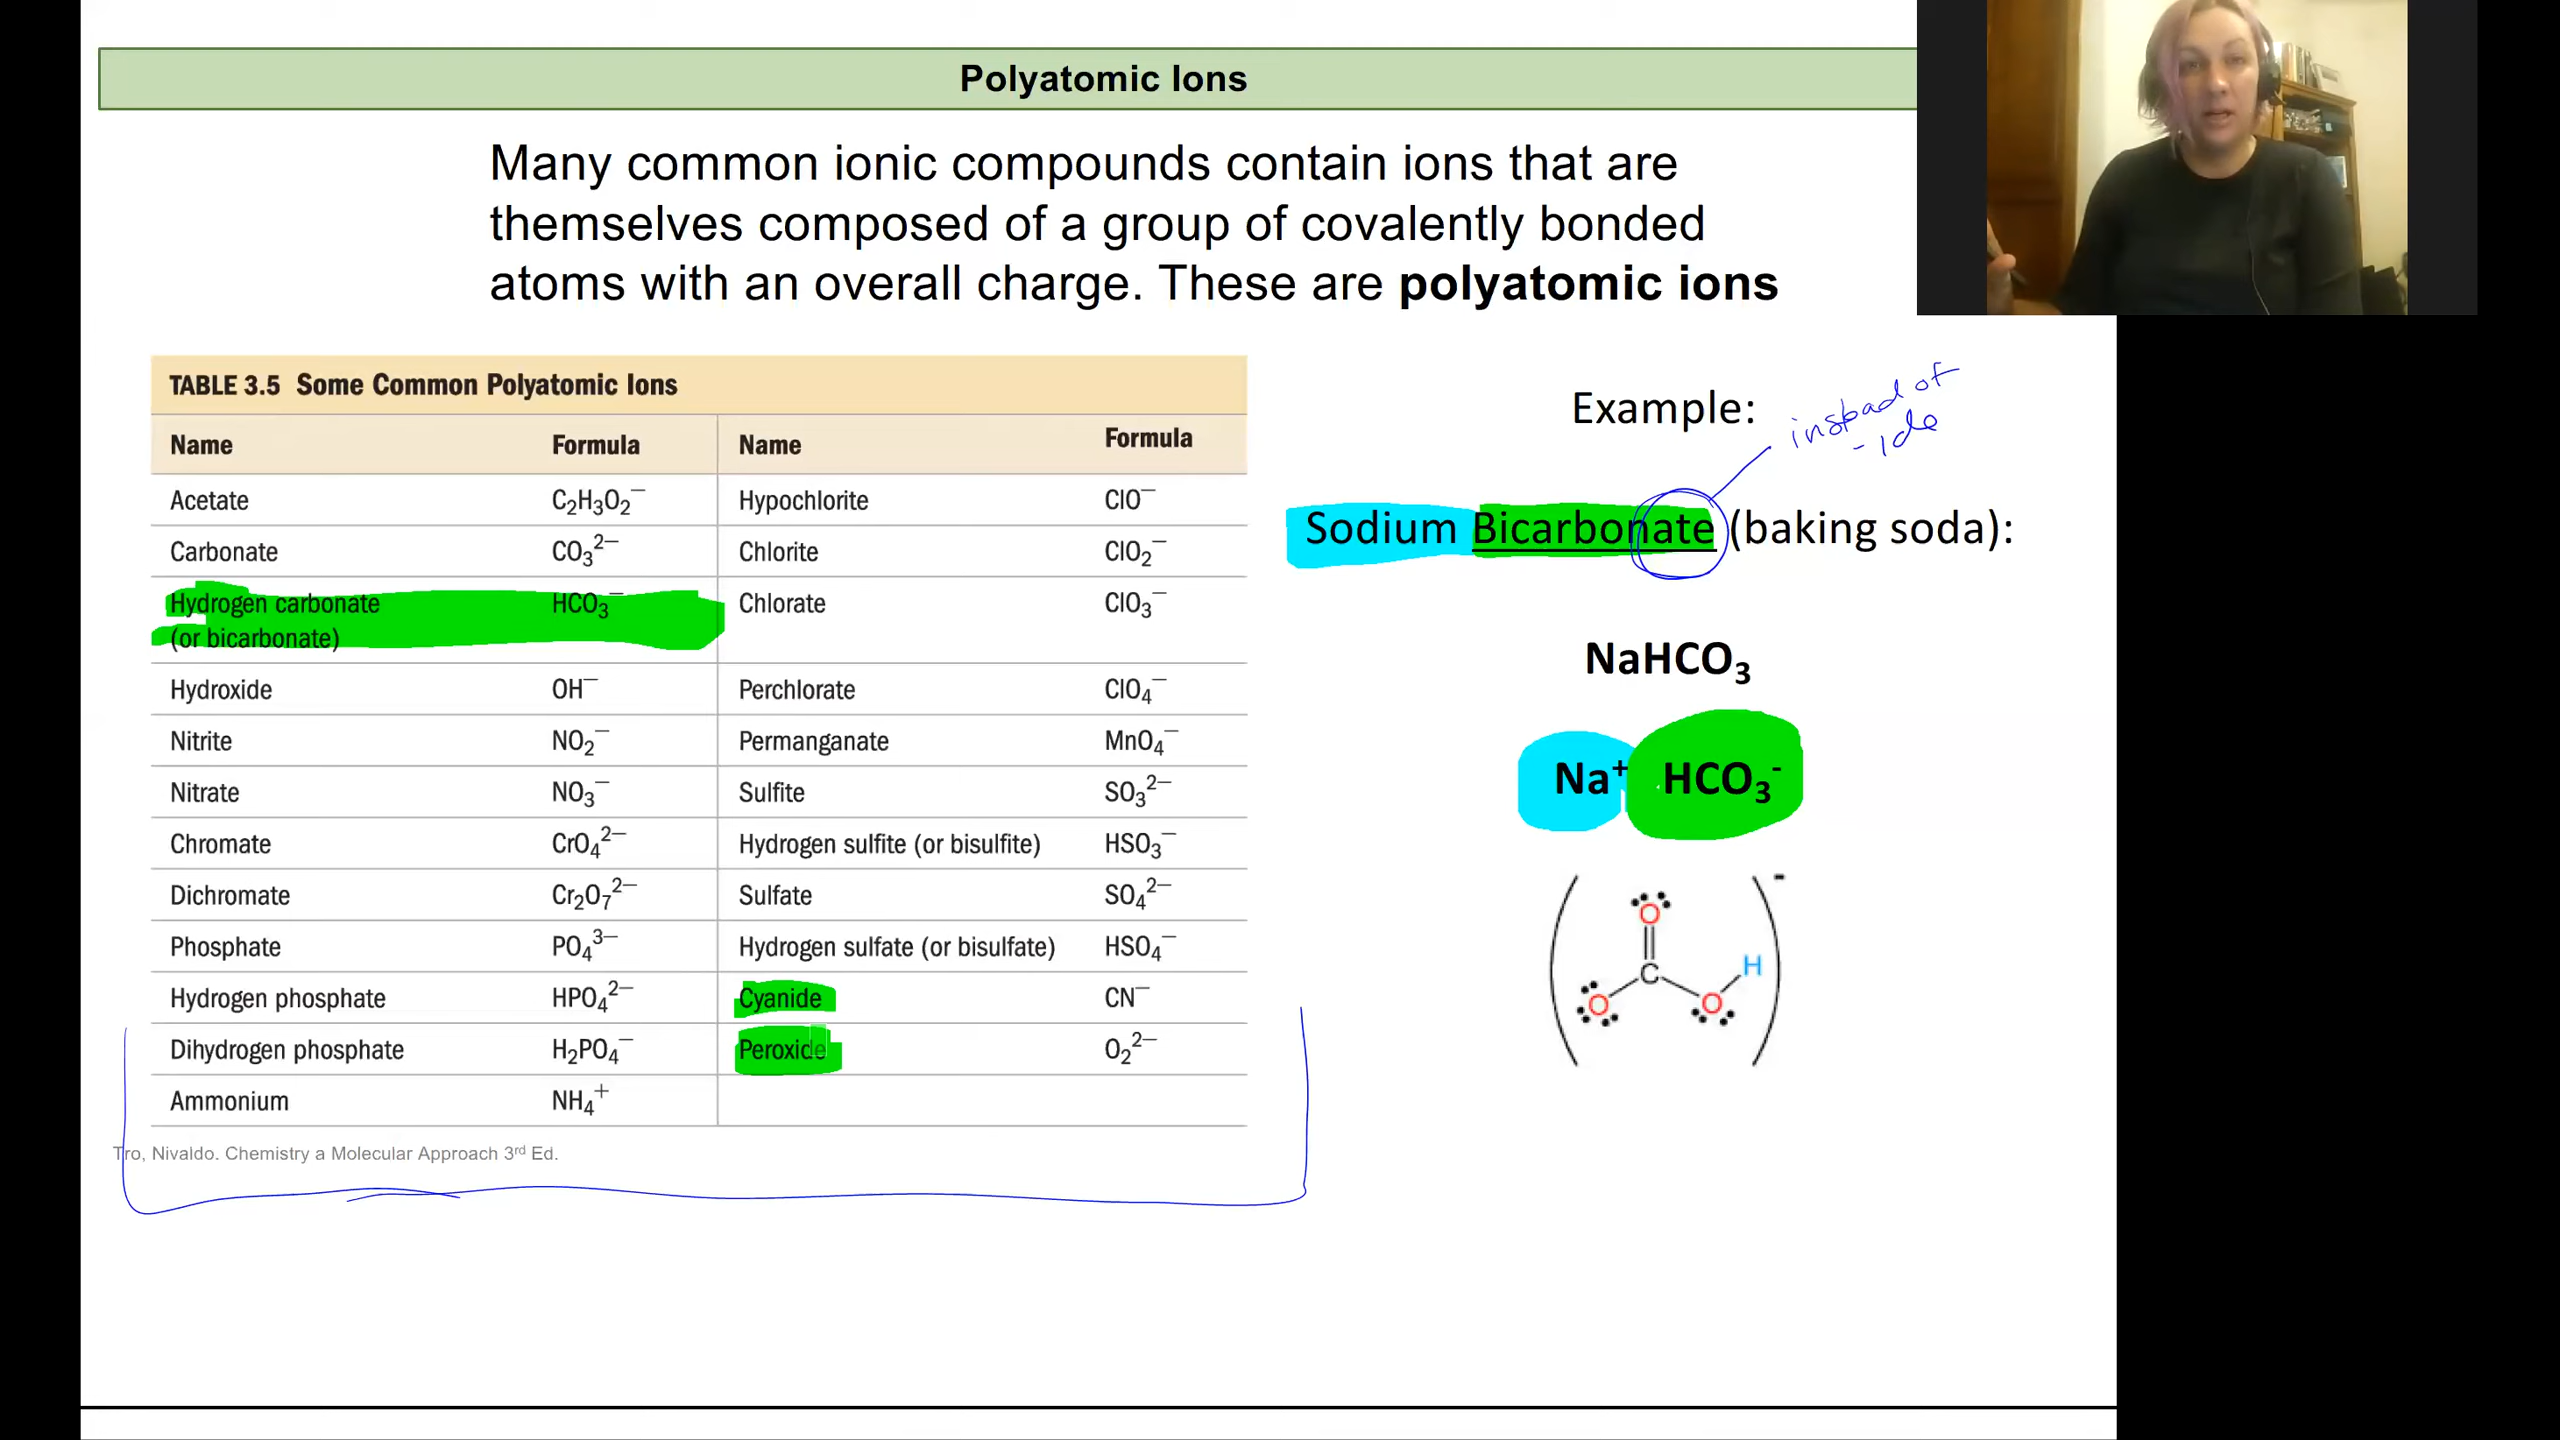 Polyatomic Ions
Many common ionic compounds contain ions that are
themselves composed of a group of covalently bonded
atoms with an overall charge. These are polyatomic ions
TABLE 3.5 Some Common Polyatomic Ions
Name Formula Name Formula
Acetate C₂H₃O₂⁻ Hypochlorite ClO⁻
Carbonate CO₃²⁻ Chlorite ClO₂⁻
Hydrogen carbonate HCO₃⁻ Chlorate ClO₃⁻
(or bicarbonate)
Hydroxide OH⁻ Perchlorate ClO₄⁻
Nitrite NO₂⁻ Permanganate MnO₄⁻
Nitrate NO₃⁻ Sulfite SO₃²⁻
Chromate CrO₄²⁻ Hydrogen sulfite (or bisulfite) HSO₃⁻
Dichromate Cr₂O₇²⁻ Sulfate SO₄²⁻
Phosphate PO₄³⁻ Hydrogen sulfate (or bisulfate) HSO₄⁻
Hydrogen phosphate HPO₄²⁻ Cyanide CN⁻
Dihydrogen phosphate H₂PO₄⁻ Peroxide O₂²⁻
Ammonium NH₄⁺
Tro, Nivaldo. Chemistry a Molecular Approach 3rd Ed.
Example:
instead of
-ide
Sodium Bicarbonate (baking soda):
NaHCO₃
Na⁺ HCO₃⁻
O
C
O
O
H
-